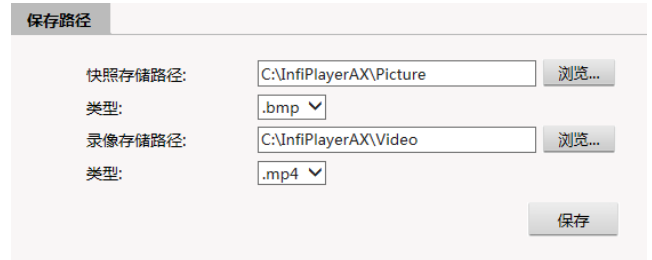 保存路径
快照存储路径: C:\InfiPlayerAX\Picture 浏览...
类型: .bmp
录像存储路径: C:\InfiPlayerAX\Video 浏览...
类型: .mp4
保存